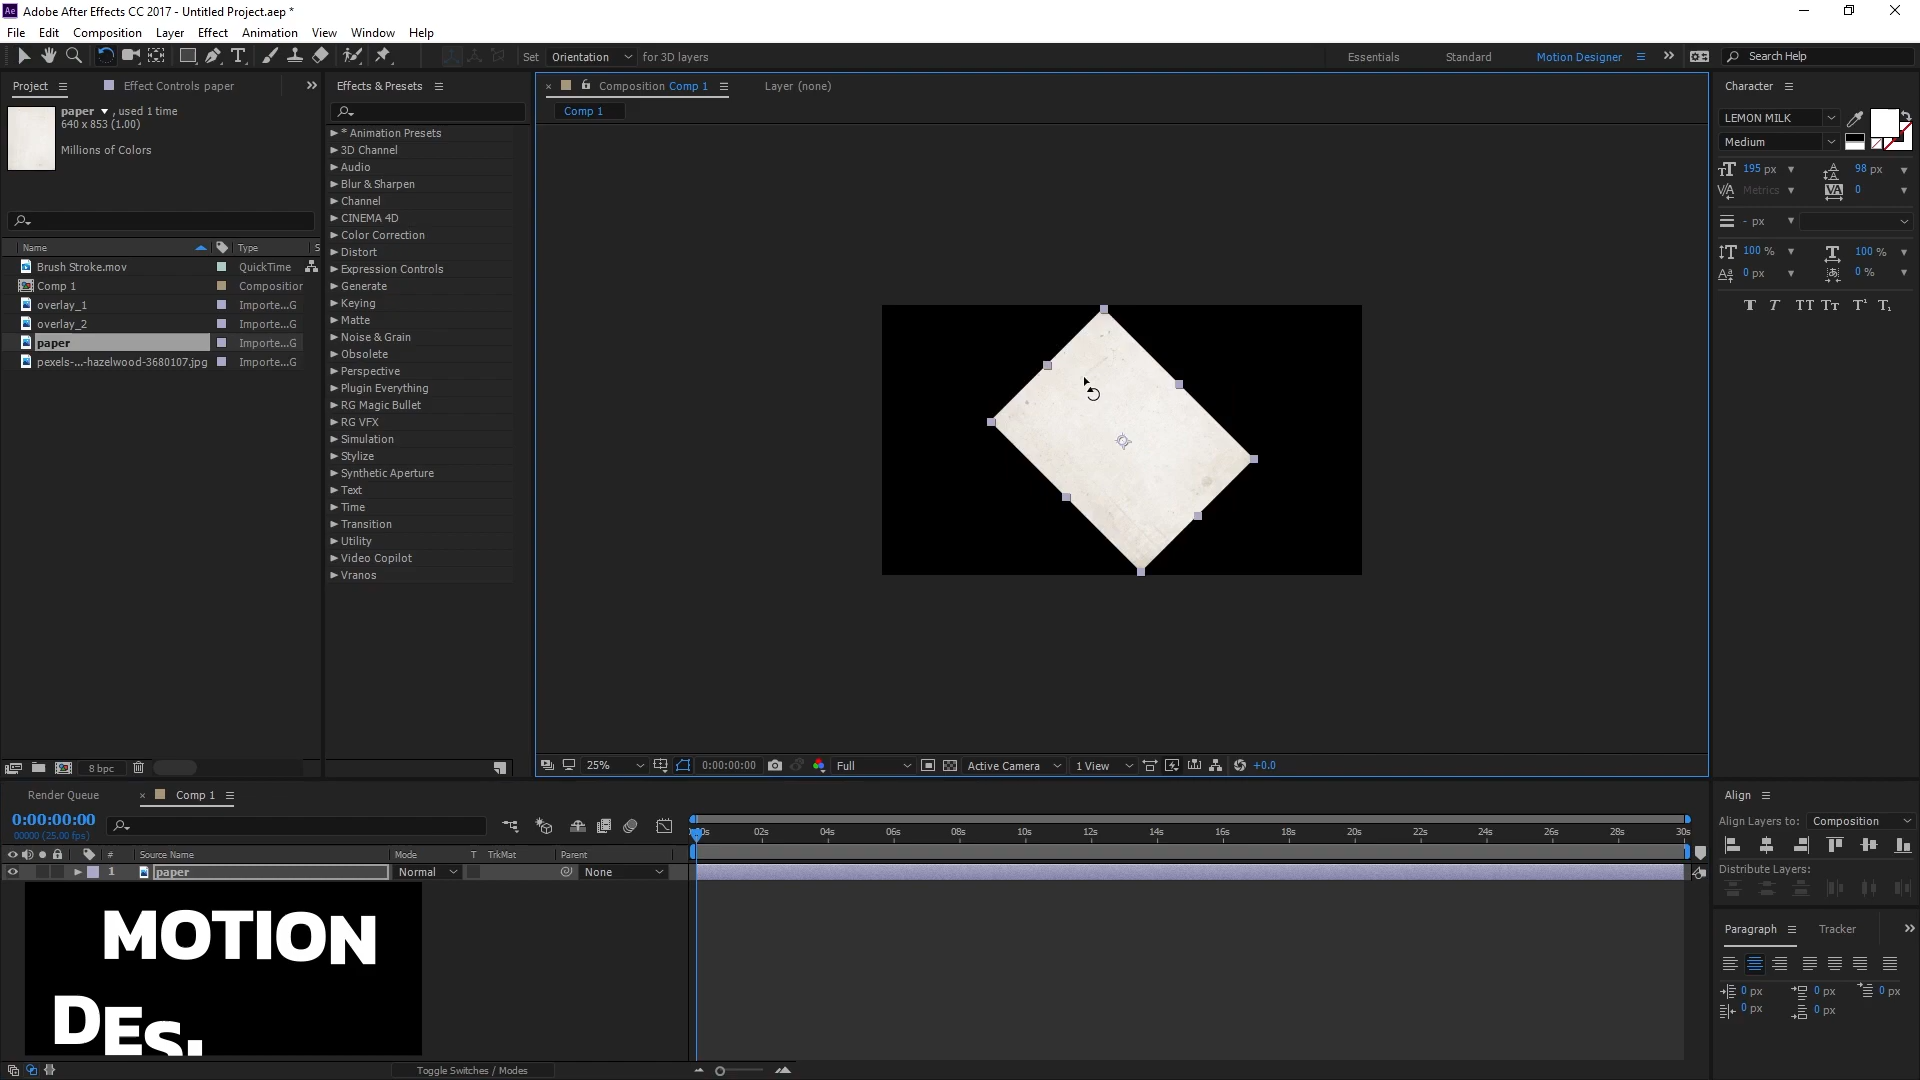 Adobe After Effects CC 2017 - Untitled Project.aep *
File Edit Composition Layer Effect Animation View Window Help
Set Orientation for 3D layers Essentials Standard Motion Designer Search Help
Project Effect Controls paper
paper , used 1 time
640 x 853 (1.00)
Millions of Colors
Name Type S
Brush Stroke.mov QuickTime
Comp 1 Composition
overlay_1 Importe...G
overlay_2 Importe...G
paper Importe...G
pexels-...-hazelwood-3680107.jpg Importe...G
8 bpc
Effects & Presets
* Animation Presets
3D Channel
Audio
Blur & Sharpen
Channel
CINEMA 4D
Color Correction
Distort
Expression Controls
Generate
Keying
Matte
Noise & Grain
Obsolete
Perspective
Plugin Everything
RG Magic Bullet
RG VFX
Simulation
Stylize
Synthetic Aperture
Text
Time
Transition
Utility
Video Copilot
Vranos
Composition Comp 1 Layer (none)
Comp 1
25% 0:00:00:00 Full Active Camera 1 View +0.0
Character
LEMON MILK
Medium
195 px 98 px
Metrics 0
- px
100 % 100 %
0 px 0 %
Render Queue Comp 1
0:00:00:00
00000 (25.00 fps)
02s 04s 06s 08s 10s 12s 14s 16s 18s 20s 22s 24s 26s 28s 30s
# Source Name Mode T TrkMat Parent
1 paper Normal None
MOTION
DES.
Toggle Switches / Modes
Align
Align Layers to: Composition
Distribute Layers:
Paragraph Tracker
0 px 0 px 0 px
0 px 0 px